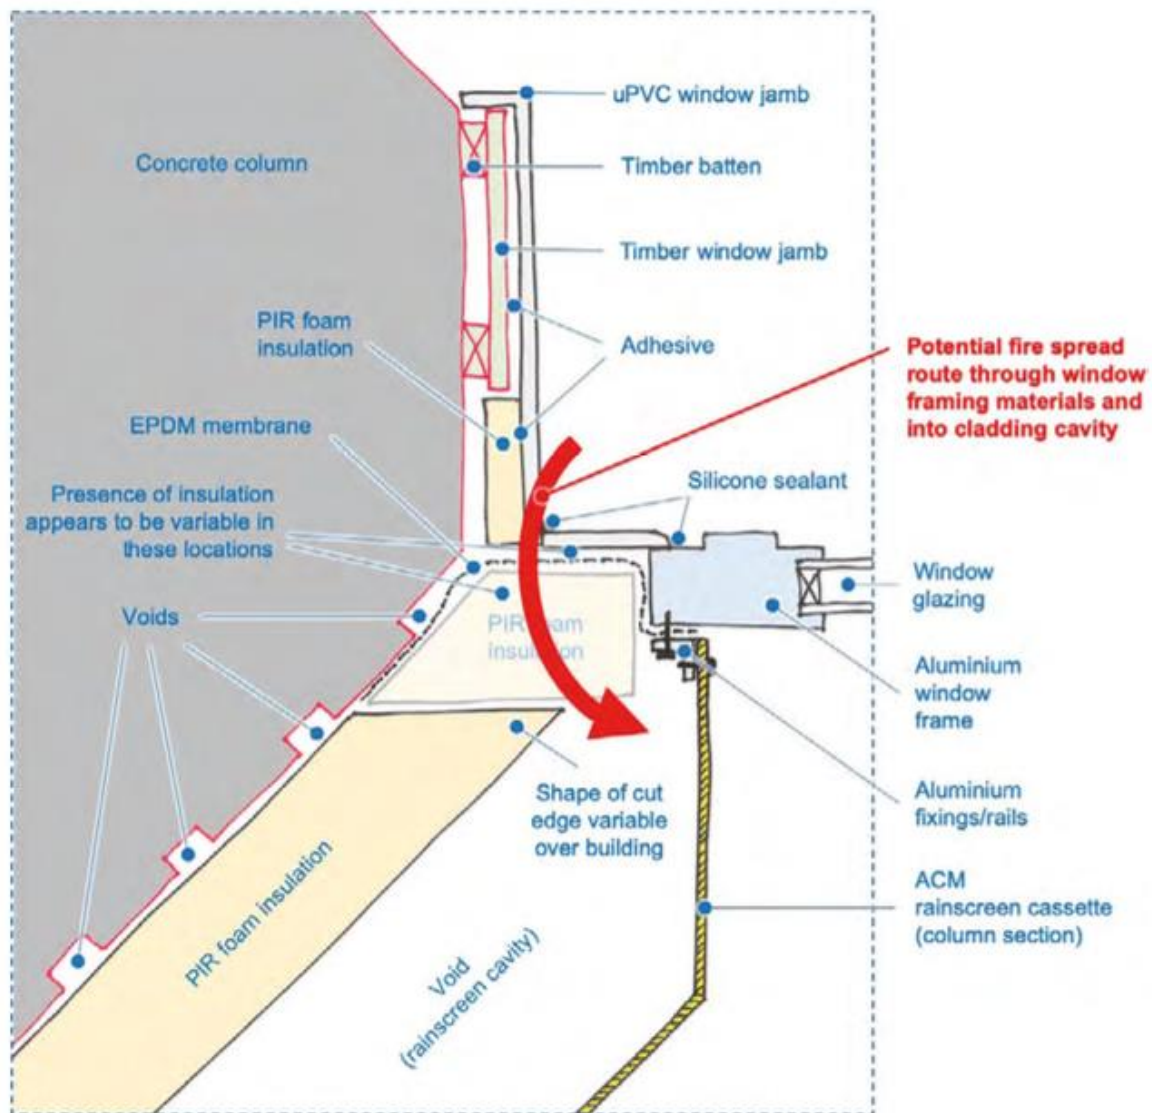 uPVC window jamb
Concrete column
Timber batten
Timber window jamb
PIR foam
insulation
Adhesive
Potential fire spread
route through window
framing materials and
into cladding cavity
EPDM membrane
Silicone sealant
Presence of insulation
appears to be variable in
these locations
Window
glazing
Voids
PIR foam
insulation
Aluminium
window
frame
Shape of cut
edge variable
over building
Aluminium
fixings/rails
PIR foam insulation
ACM
rainscreen cassette
(column section)
Void
(rainscreen cavity)